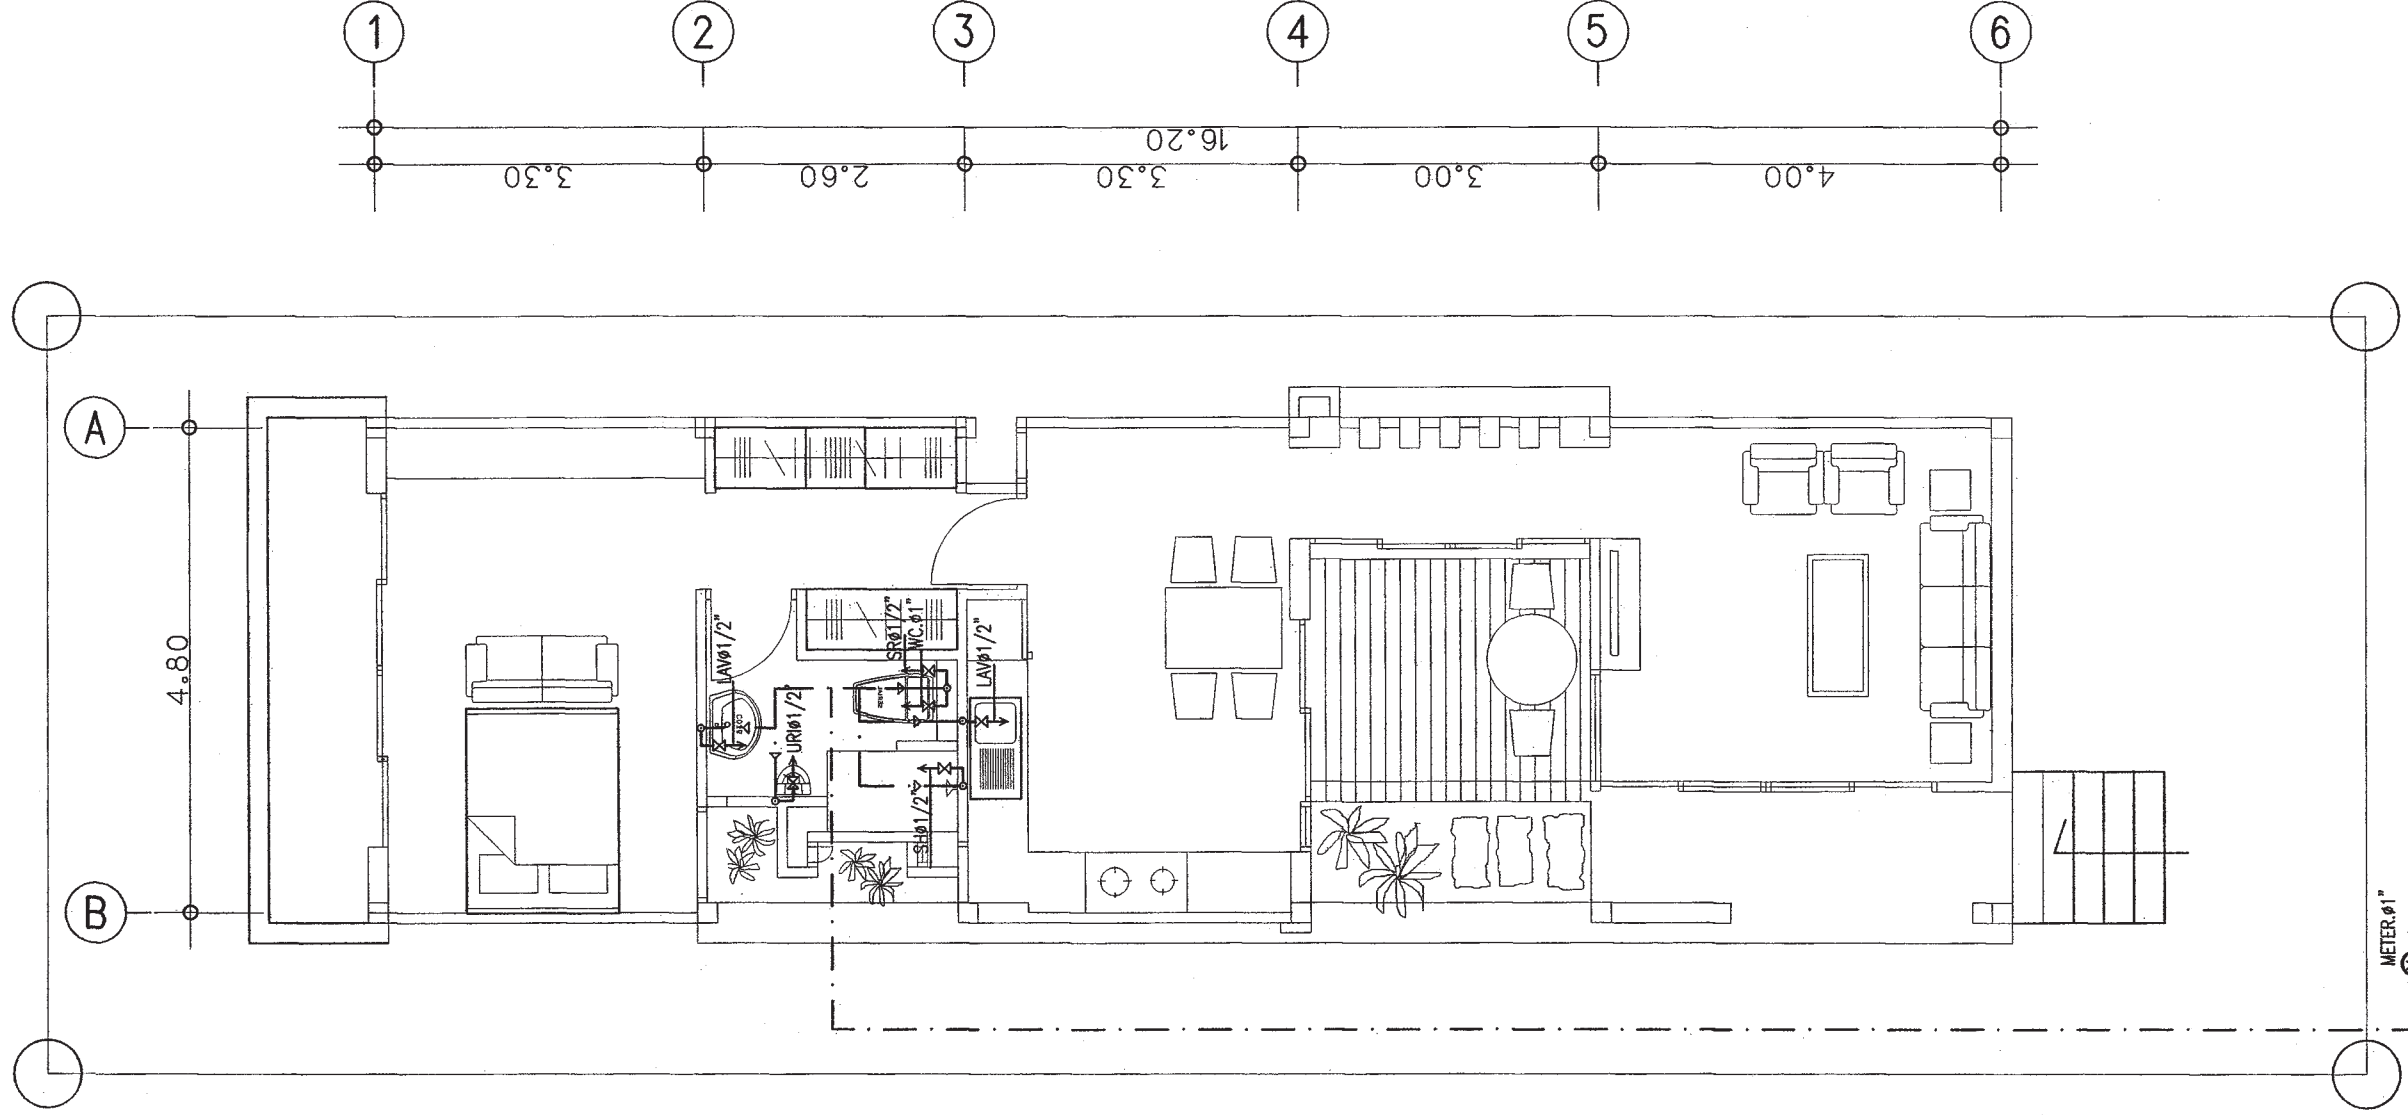 1 2 3 4 5 6
16.20
3.30 2.60 3.30 3.00 4.00
A
B
4.80
LAVø1/2"
SRø1/2"
WC.ø1"
LAVø1/2"
URIø1/2"
SHø1/2"
METER.ø1"